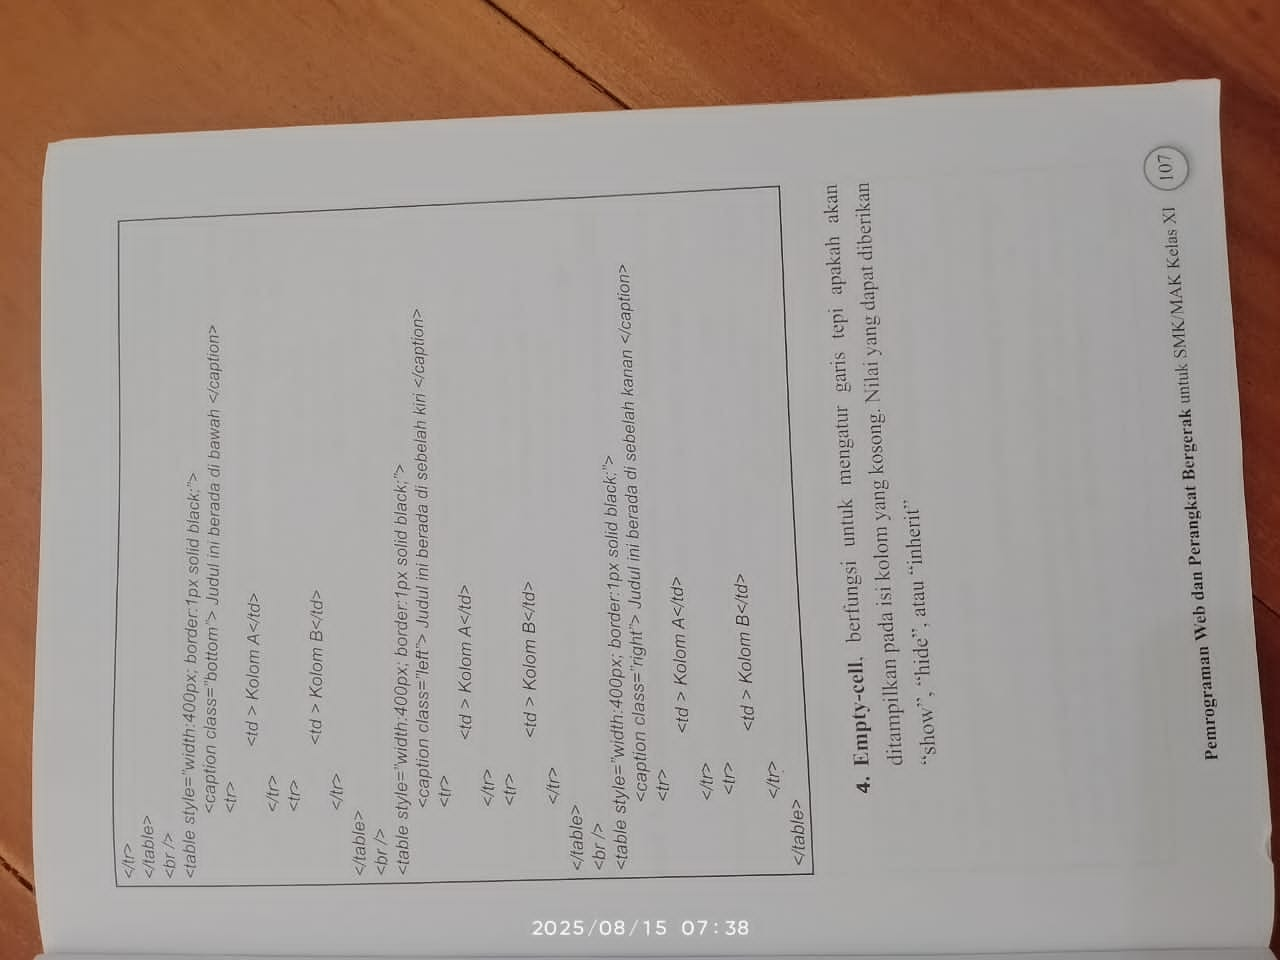 </tr>
</table>
<br />
<table style="width:400px; border:1px solid black;">
<caption class="bottom"> Judul ini berada di bawah </caption>
<tr>
<td > Kolom A</td>
</tr>
<tr>
<td > Kolom B</td>
</tr>
</table>
<br />
<table style="width:400px; border:1px solid black;">
<caption class="left"> Judul ini berada di sebelah kiri </caption>
<tr>
<td > Kolom A</td>
</tr>
<tr>
<td > Kolom B</td>
</tr>
</table>
<br />
<table style="width:400px; border:1px solid black;">
<caption class="right"> Judul ini berada di sebelah kanan </caption>
<tr>
<td > Kolom A</td>
</tr>
<tr>
<td > Kolom B</td>
</tr>
</table>
4. Empty-cell, berfungsi untuk mengatur garis tepi apakah akan
ditampilkan pada isi kolom yang kosong. Nilai yang dapat diberikan
“show”, “hide”, atau “inherit”
Pemrograman Web dan Perangkat Bergerak untuk SMK/MAK Kelas XI 107
2025/08/15 07:38